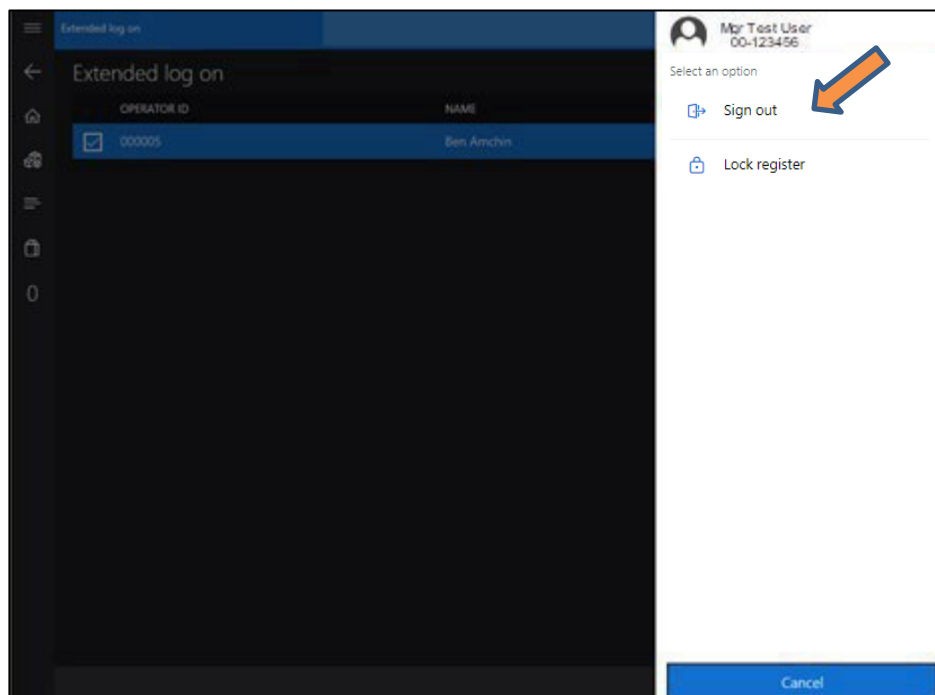 Extended log on
Extended log on
OPERATOR ID NAME
000005 Ben Amchin
0
Mgr Test User
00-123456
Select an option
Sign out
Lock register
Cancel